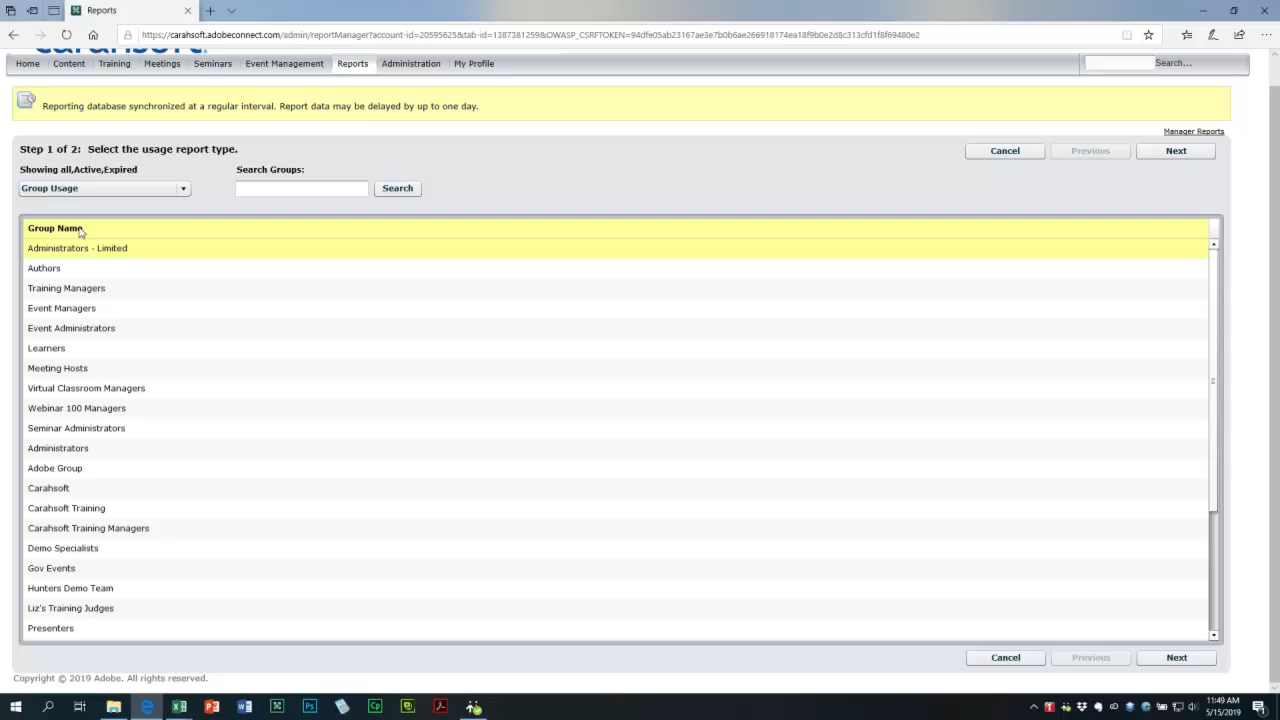 Reports
https://carahsoft.adobeconnect.com/admin/reportManager?account-id=20595625&tab-id=1387381259&OWASP_CSRFTOKEN=94dfe05ab23167ae3e7b0b6ae266918174ea18f9b0e2d8c313cfd1f8f69480e2
carahsoft.
Home Content Training Meetings Seminars Event Management Reports Administration My Profile Search...
Reporting database synchronized at a regular interval. Report data may be delayed by up to one day.
Manager Reports
Step 1 of 2: Select the usage report type. Cancel Previous Next
Showing all,Active,Expired Search Groups:
Group Usage Search
Group Name
Administrators - Limited
Authors
Training Managers
Event Managers
Event Administrators
Learners
Meeting Hosts
Virtual Classroom Managers
Webinar 100 Managers
Seminar Administrators
Administrators
Adobe Group
Carahsoft
Carahsoft Training
Carahsoft Training Managers
Demo Specialists
Gov Events
Hunters Demo Team
Liz's Training Judges
Presenters
Cancel Previous Next
Copyright © 2019 Adobe. All rights reserved.
11:49 AM
5/15/2019